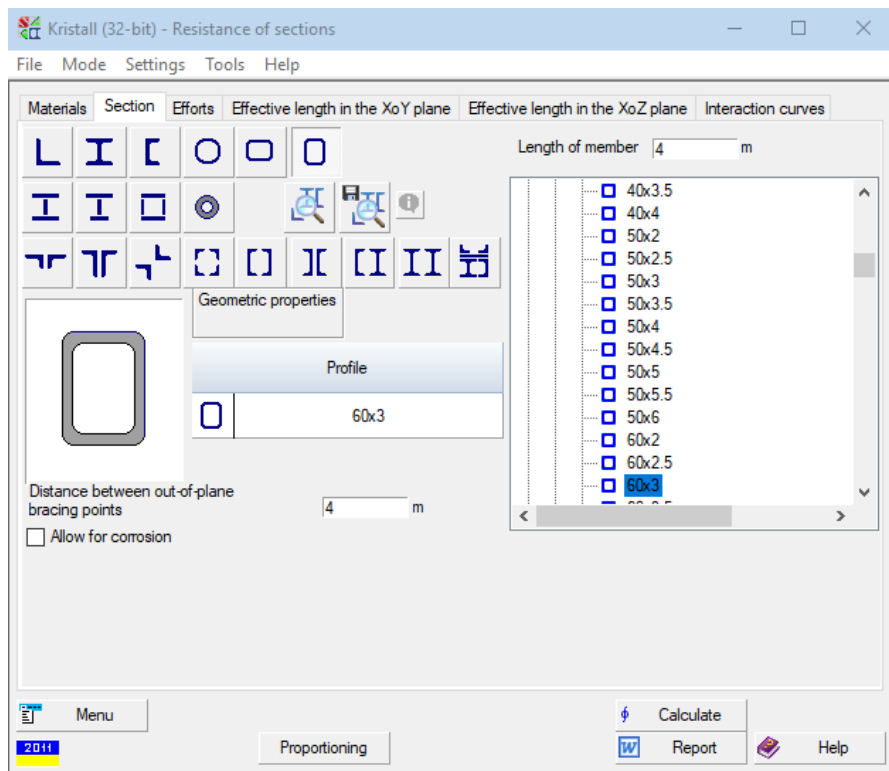 Kristall (32-bit) - Resistance of sections
File Mode Settings Tools Help
Materials Section Efforts Effective length in the XoY plane Effective length in the XoZ plane Interaction curves
Length of member 4 m
40x3.5
40x4
50x2
50x2.5
50x3
50x3.5
50x4
50x4.5
50x5
50x5.5
50x6
60x2
60x2.5
60x3
Geometric properties
Profile
60x3
Distance between out-of-plane
bracing points
4 m
Allow for corrosion
Menu
Calculate
2011
Proportioning
Report
Help